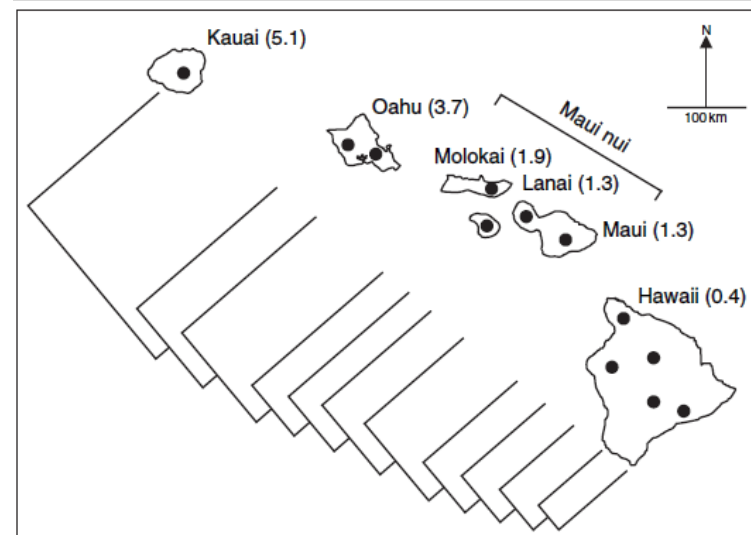 Kauai (5.1)
N
Oahu (3.7)
Maui nui
100 km
Molokai (1.9)
Lanai (1.3)
Maui (1.3)
Hawaii (0.4)